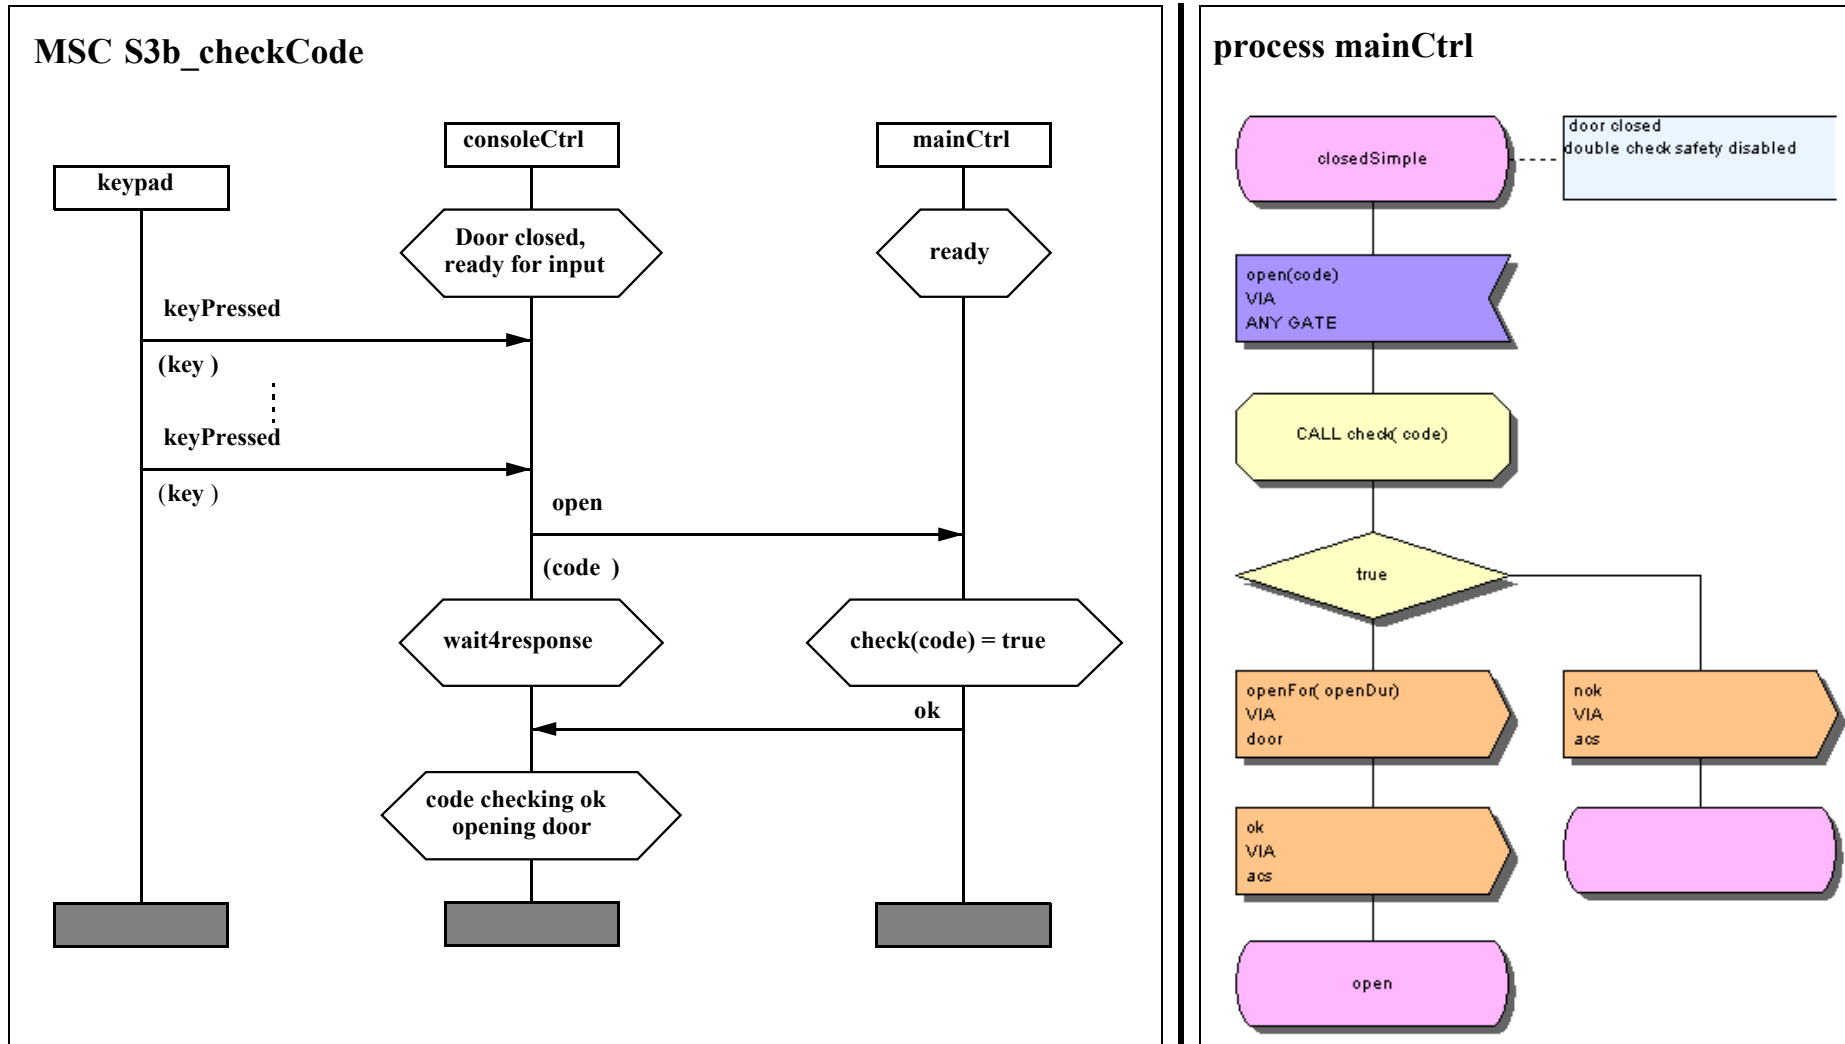 MSC S3b_checkCode
consoleCtrl
mainCtrl
keypad
Door closed,
ready for input
ready
keyPressed
(key )
keyPressed
(key )
open
(code )
wait4response
check(code) = true
ok
code checking ok
opening door
process mainCtrl
closedSimple
door closed
double check safety disabled
open(code)
VIA
ANY GATE
CALL check( code)
true
openFor( openDur)
VIA
door
nok
VIA
acs
ok
VIA
acs
open